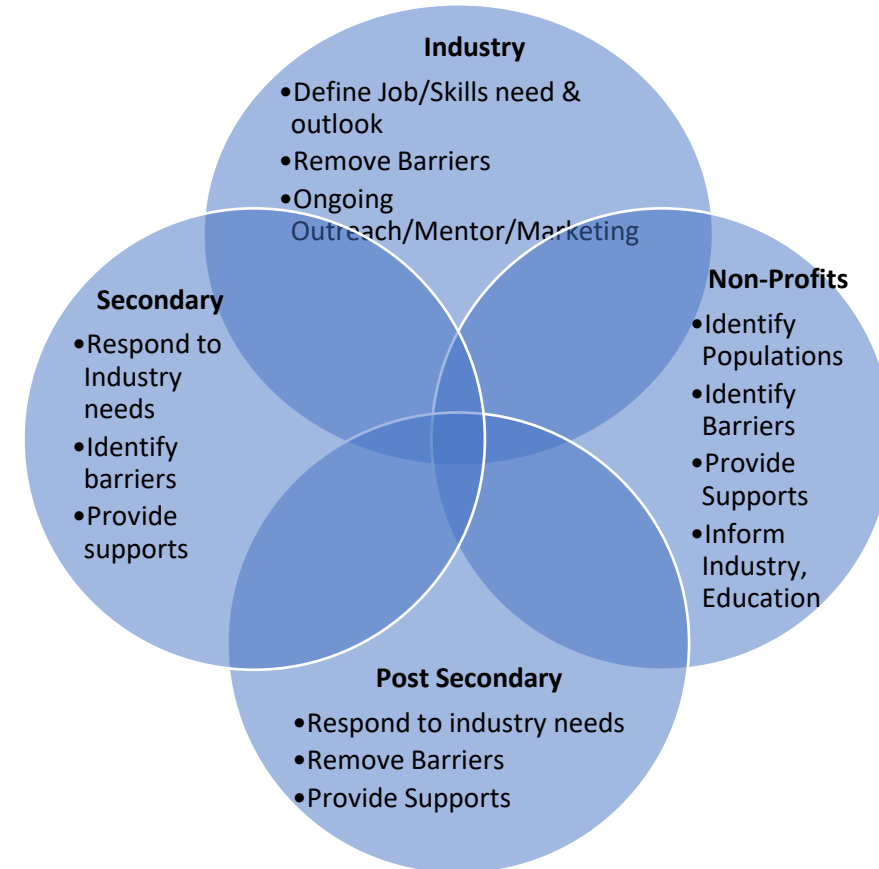 Industry
•Define Job/Skills need &
outlook
•Remove Barriers
•Ongoing
Outreach/Mentor/Marketing
Secondary
•Respond to
Industry
needs
•Identify
barriers
•Provide
supports
Non-Profits
•Identify
Populations
•Identify
Barriers
•Provide
Supports
•Inform
Industry,
Education
Post Secondary
•Respond to industry needs
•Remove Barriers
•Provide Supports